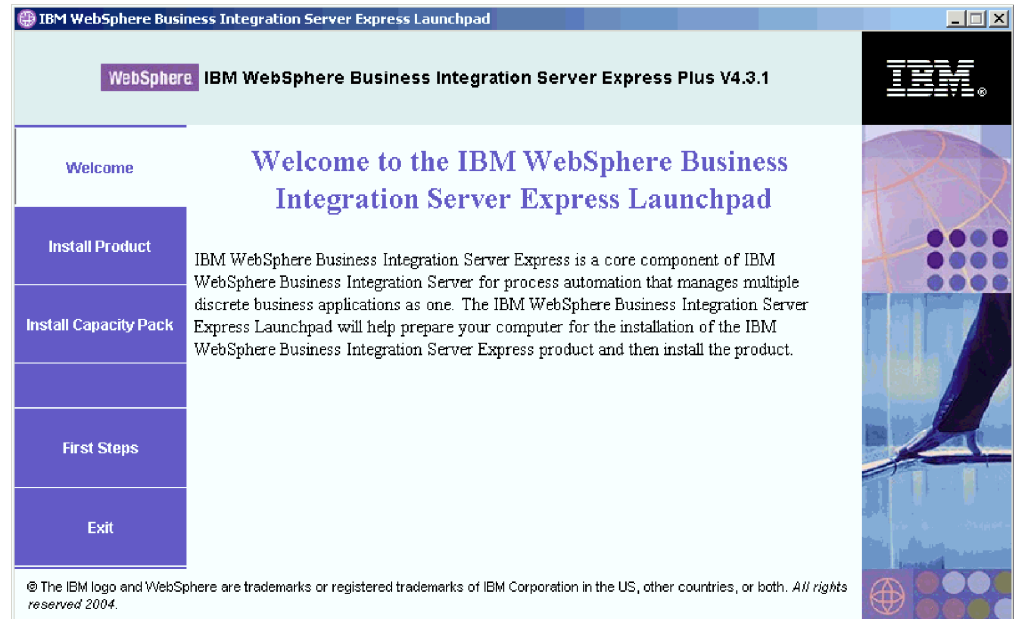 IBM WebSphere Business Integration Server Express Launchpad
WebSphere. IBM WebSphere Business Integration Server Express Plus V4.3.1
IBM®
Welcome
Install Product
Install Capacity Pack
First Steps
Exit
Welcome to the IBM WebSphere Business
Integration Server Express Launchpad
IBM WebSphere Business Integration Server Express is a core component of IBM
WebSphere Business Integration Server for process automation that manages multiple
discrete business applications as one. The IBM WebSphere Business Integration Server
Express Launchpad will help prepare your computer for the installation of the IBM
WebSphere Business Integration Server Express product and then install the product.
© The IBM logo and WebSphere are trademarks or registered trademarks of IBM Corporation in the US, other countries, or both. All rights
reserved 2004.